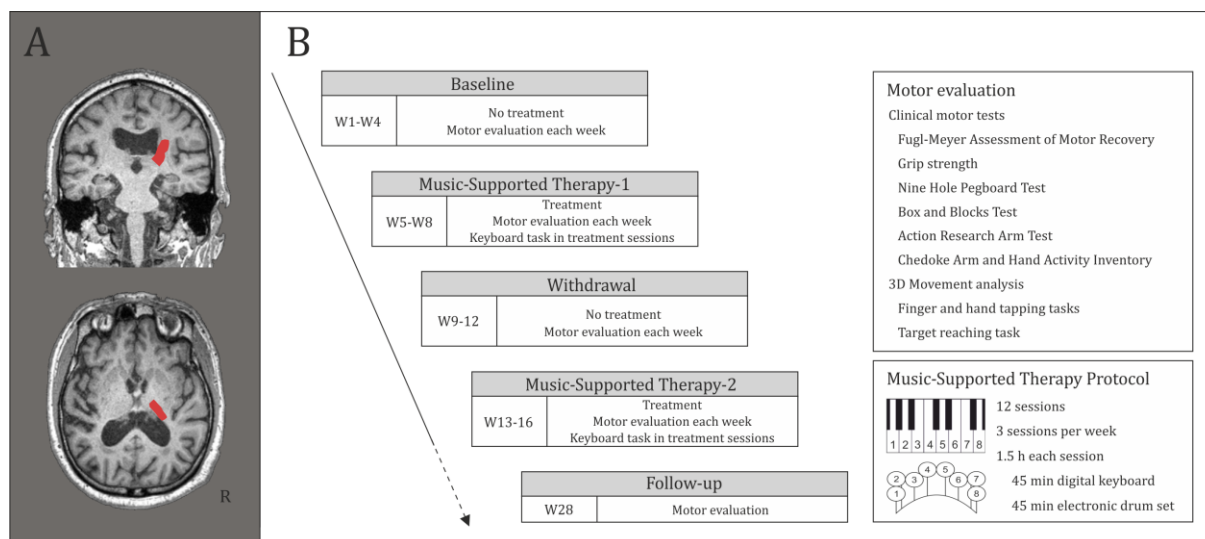 A
R
B
Baseline
W1-W4
No treatment
Motor evaluation each week
Music-Supported Therapy-1
W5-W8
Treatment
Motor evaluation each week
Keyboard task in treatment sessions
Withdrawal
W9-12
No treatment
Motor evaluation each week
Music-Supported Therapy-2
W13-16
Treatment
Motor evaluation each week
Keyboard task in treatment sessions
Follow-up
W28
Motor evaluation
Motor evaluation
Clinical motor tests
Fugl-Meyer Assessment of Motor Recovery
Grip strength
Nine Hole Pegboard Test
Box and Blocks Test
Action Research Arm Test
Chedoke Arm and Hand Activity Inventory
3D Movement analysis
Finger and hand tapping tasks
Target reaching task
Music-Supported Therapy Protocol
1 2 3 4 5 6 7 8
1 2 3 4 5 6 7 8
12 sessions
3 sessions per week
1.5 h each session
45 min digital keyboard
45 min electronic drum set